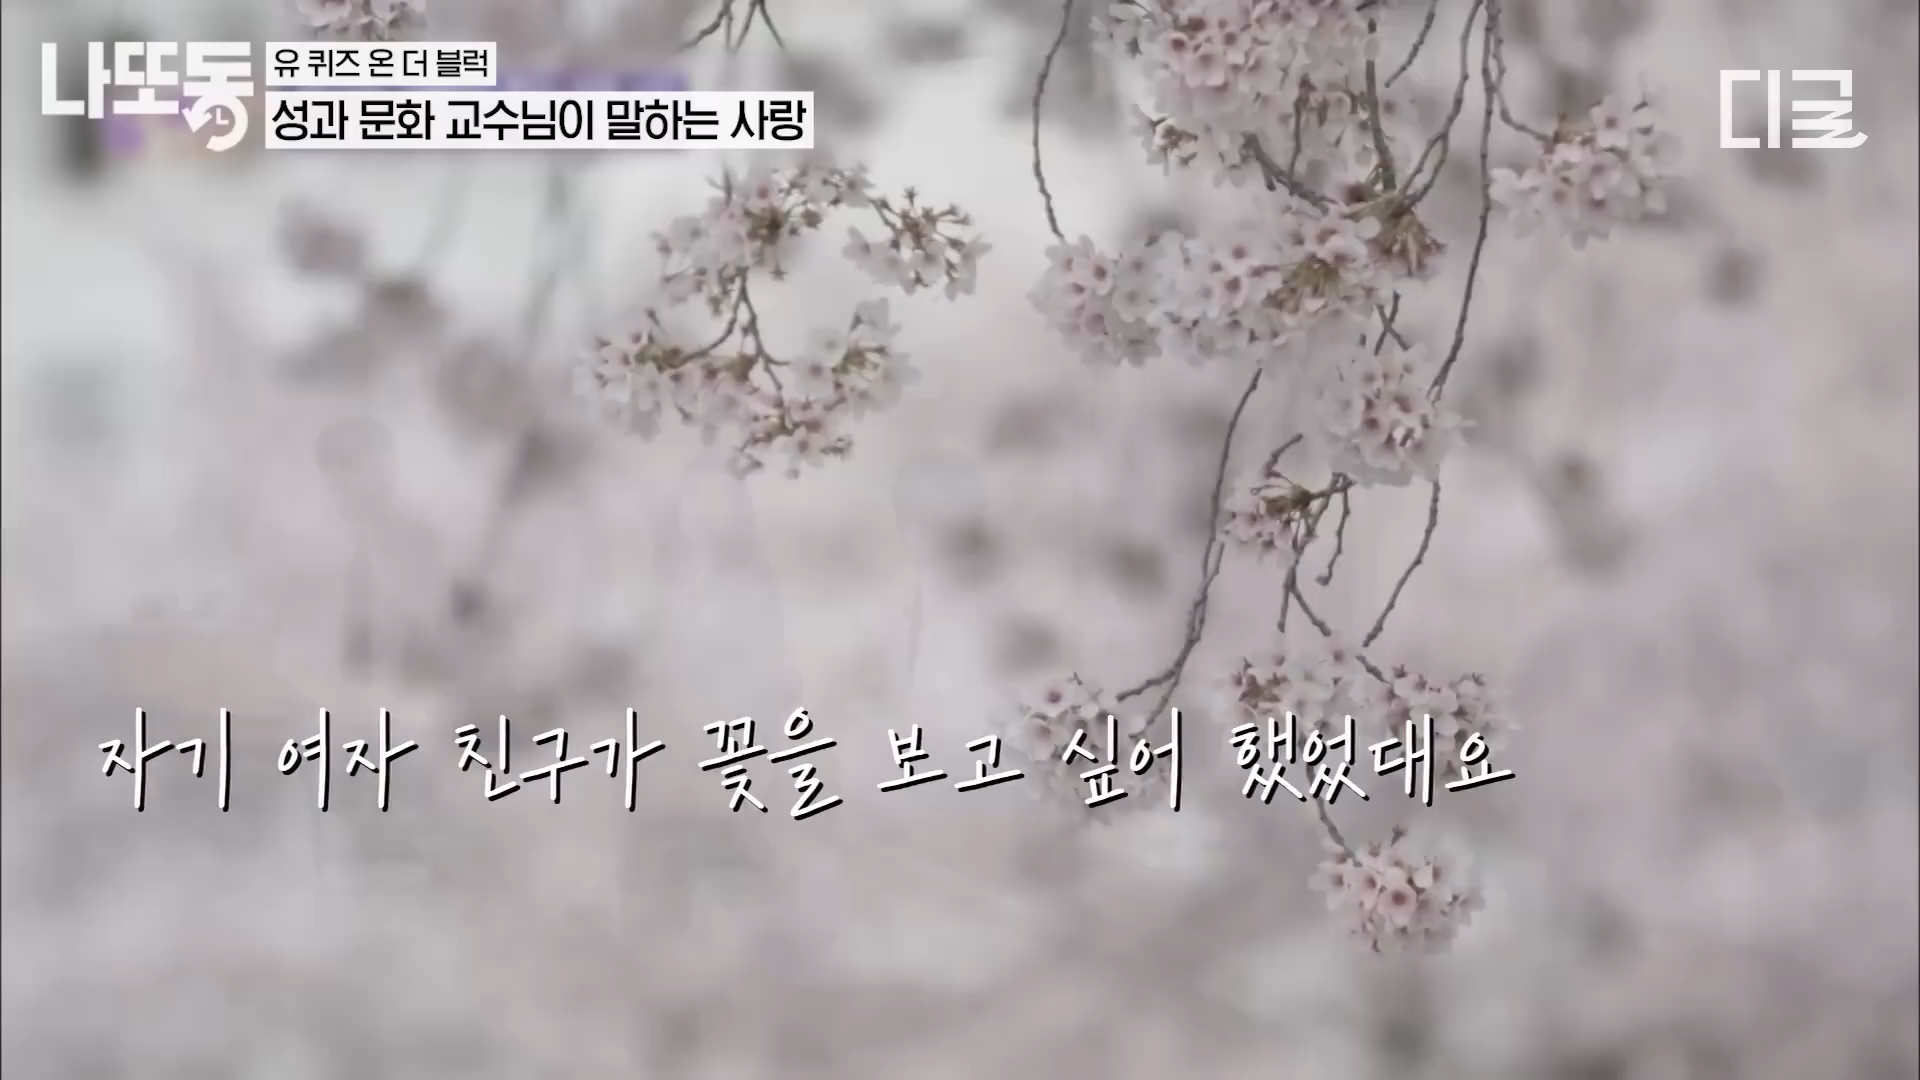 나또동
유 퀴즈 온 더 블럭
성과 문화 교수님이 말하는 사랑
디글
자기 여자 친구가 꽃을 보고 싶어 했었대요